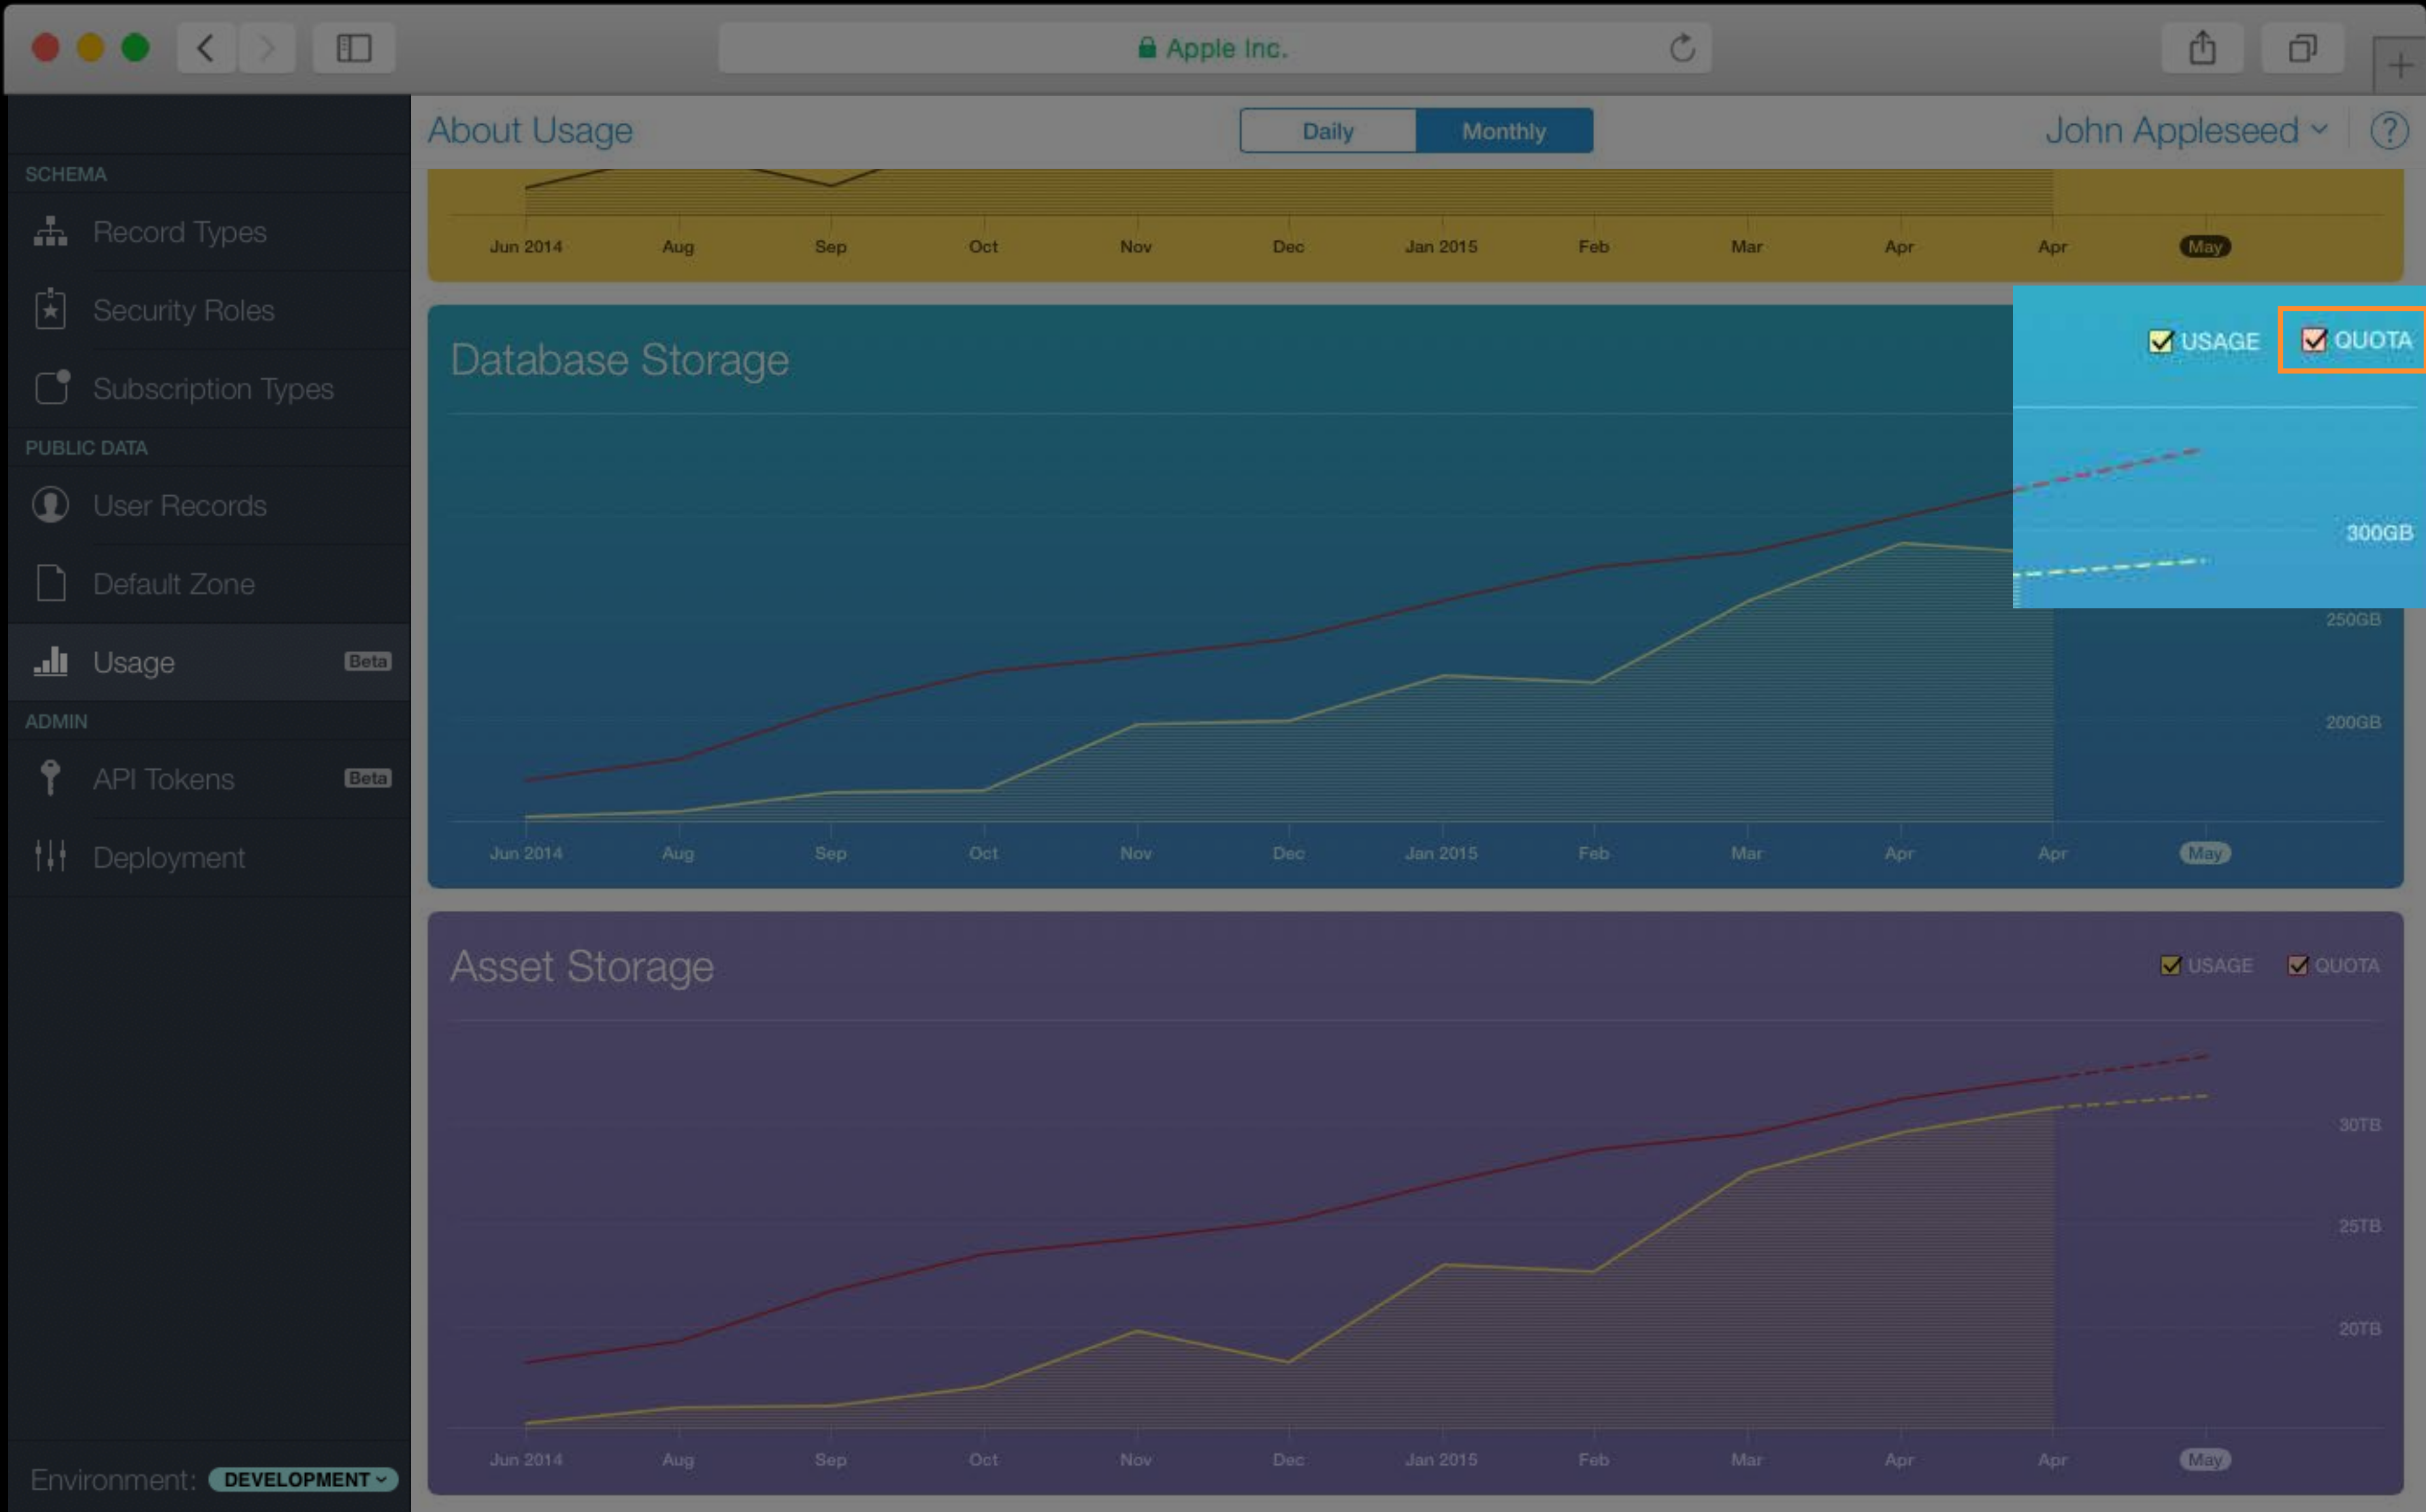 Apple Inc.
About Usage
Daily
Monthly
John Appleseed
?
SCHEMA
Record Types
Security Roles
Subscription Types
PUBLIC DATA
User Records
Default Zone
Usage Beta
ADMIN
API Tokens Beta
Deployment
Environment: DEVELOPMENT
Jun 2014 Aug Sep Oct Nov Dec Jan 2015 Feb Mar Apr Apr May
Database Storage
USAGE QUOTA
300GB
250GB
200GB
Jun 2014 Aug Sep Oct Nov Dec Jan 2015 Feb Mar Apr Apr May
Asset Storage
USAGE QUOTA
30TB
25TB
20TB
Jun 2014 Aug Sep Oct Nov Dec Jan 2015 Feb Mar Apr Apr May